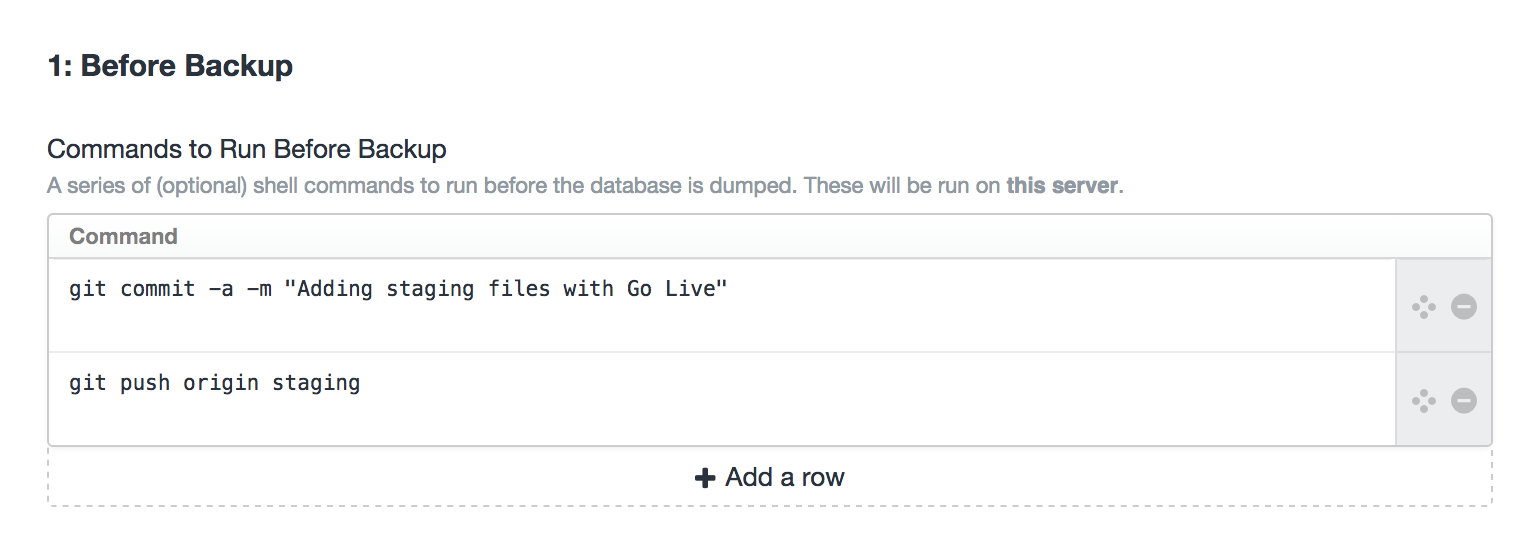 1: Before Backup
Commands to Run Before Backup
A series of (optional) shell commands to run before the database is dumped. These will be run on this server.
Command
git commit -a -m "Adding staging files with Go Live"
git push origin staging
Add a row